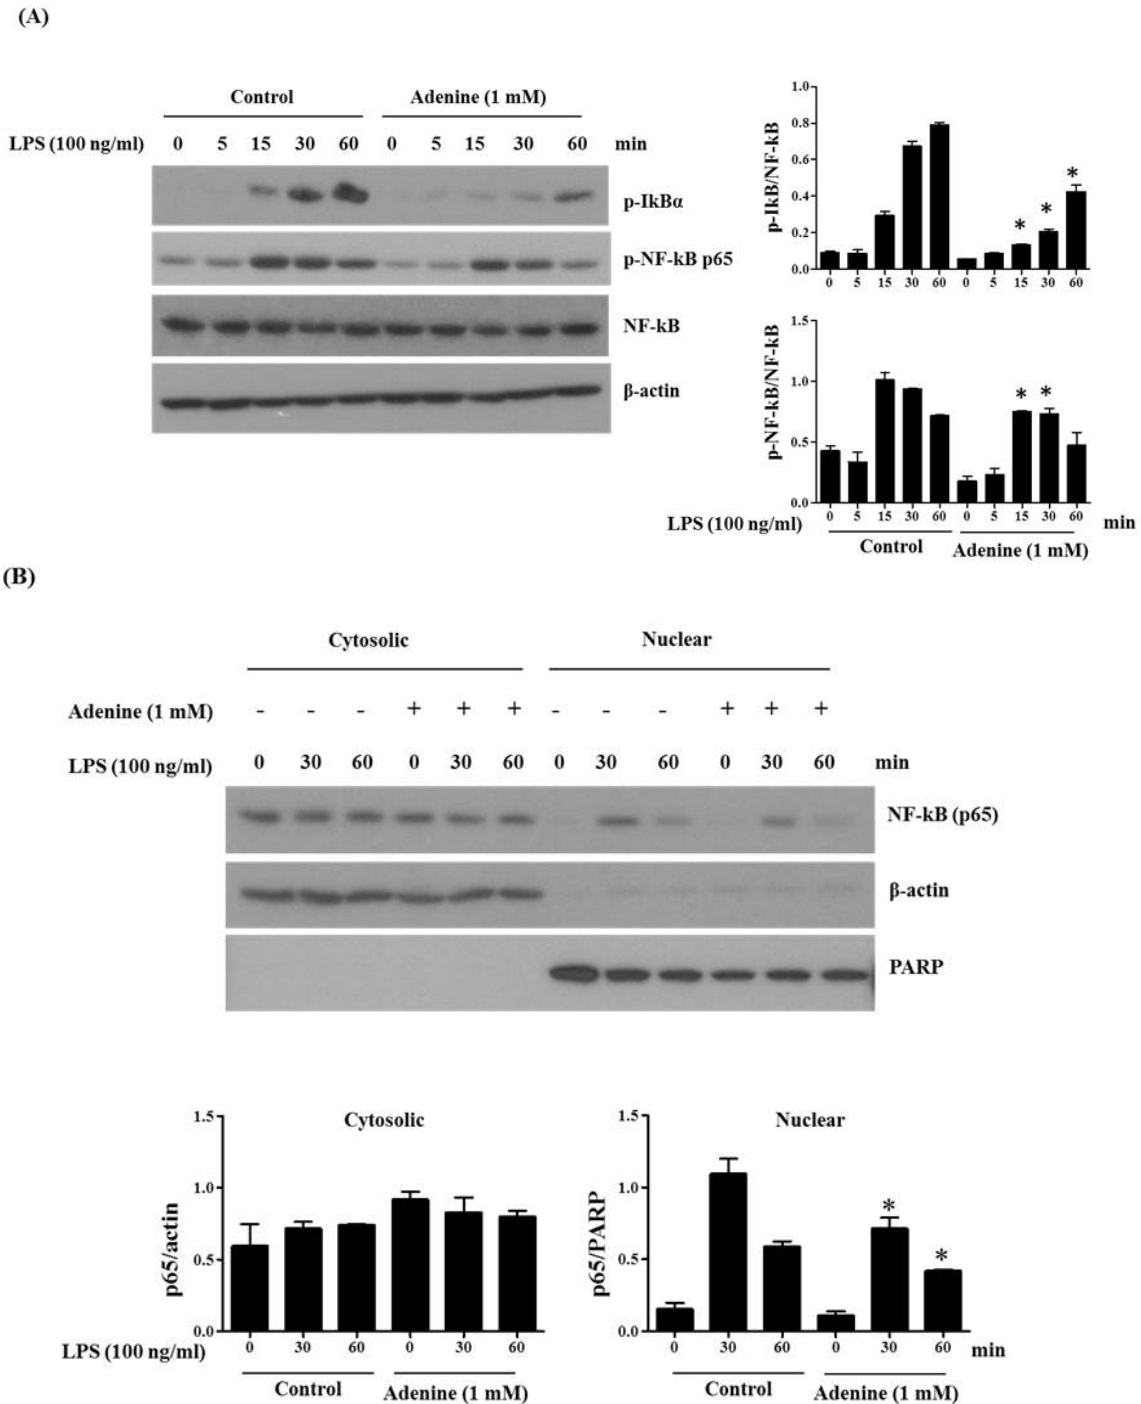 (A)
Control Adenine (1 mM)
LPS (100 ng/ml) 0 5 15 30 60 0 5 15 30 60 min
p-IkBα
p-NF-kB p65
NF-kB
β-actin
p-IkB/NF-kB
1.0
0.8
0.6
0.4
0.2
0.0
* * *
0 5 15 30 60 0 5 15 30 60
p-NF-kB/NF-kB
1.5
1.0
0.5
0.0
* *
0 5 15 30 60 0 5 15 30 60
LPS (100 ng/ml) min
Control Adenine (1 mM)
(B)
Cytosolic Nuclear
Adenine (1 mM) - - - + + + - - - + + +
LPS (100 ng/ml) 0 30 60 0 30 60 0 30 60 0 30 60 min
NF-kB (p65)
β-actin
PARP
Cytosolic
p65/actin
1.5
1.0
0.5
0.0
LPS (100 ng/ml) 0 30 60 0 30 60
Control Adenine (1 mM)
Nuclear
p65/PARP
1.5
1.0
0.5
0.0
* *
0 30 60 0 30 60 min
Control Adenine (1 mM)